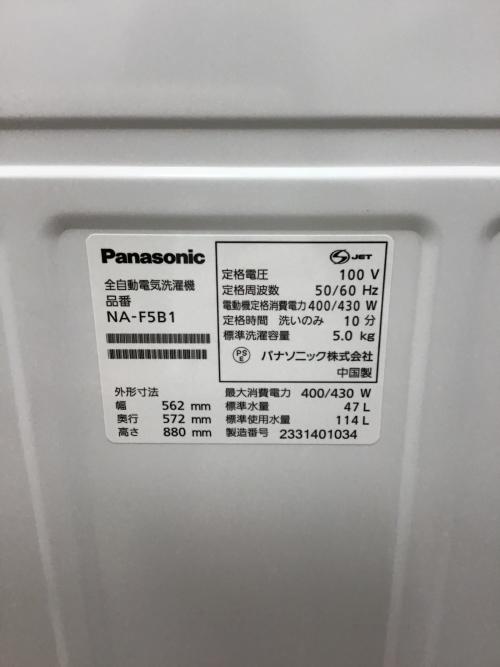 Panasonic
全自動電気洗濯機
品番
NA-F5B1
外形寸法
幅 562 mm
奥行 572 mm
高さ 880 mm
S JET
定格電圧 100 V
定格周波数 50/60 Hz
電動機定格消費電力 400/430 W
定格時間 洗いのみ 10 分
標準洗濯容量 5.0 kg
PSE パナソニック株式会社
中国製
最大消費電力 400/430 W
標準水量 47 L
標準使用水量 114 L
製造番号 2331401034